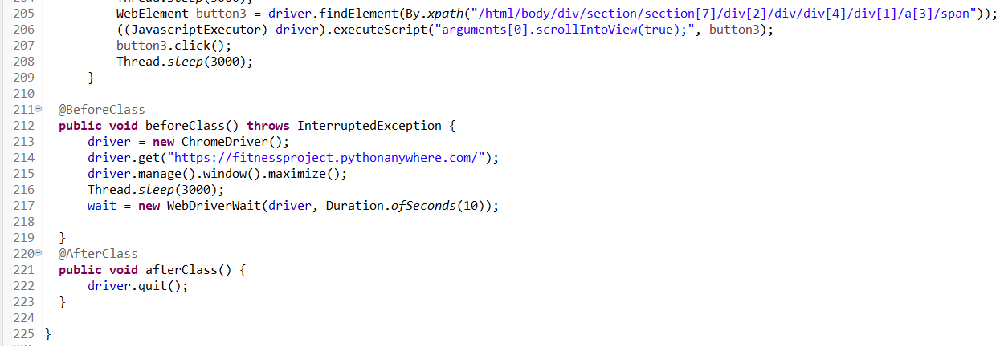 205 WebElement button3 = driver.findElement(By.xpath("/html/body/div/section/section[7]/div[2]/div/div[4]/div[1]/a[3]/span"));
206 ((JavascriptExecutor) driver).executeScript("arguments[0].scrollIntoView(true);", button3);
207 button3.click();
208 Thread.sleep(3000);
209 }
210
211 @BeforeClass
212 public void beforeClass() throws InterruptedException {
213 driver = new ChromeDriver();
214 driver.get("https://fitnessproject.pythonanywhere.com/");
215 driver.manage().window().maximize();
216 Thread.sleep(3000);
217 wait = new WebDriverWait(driver, Duration.ofSeconds(10));
218
219 }
220 @AfterClass
221 public void afterClass() {
222 driver.quit();
223 }
224
225 }